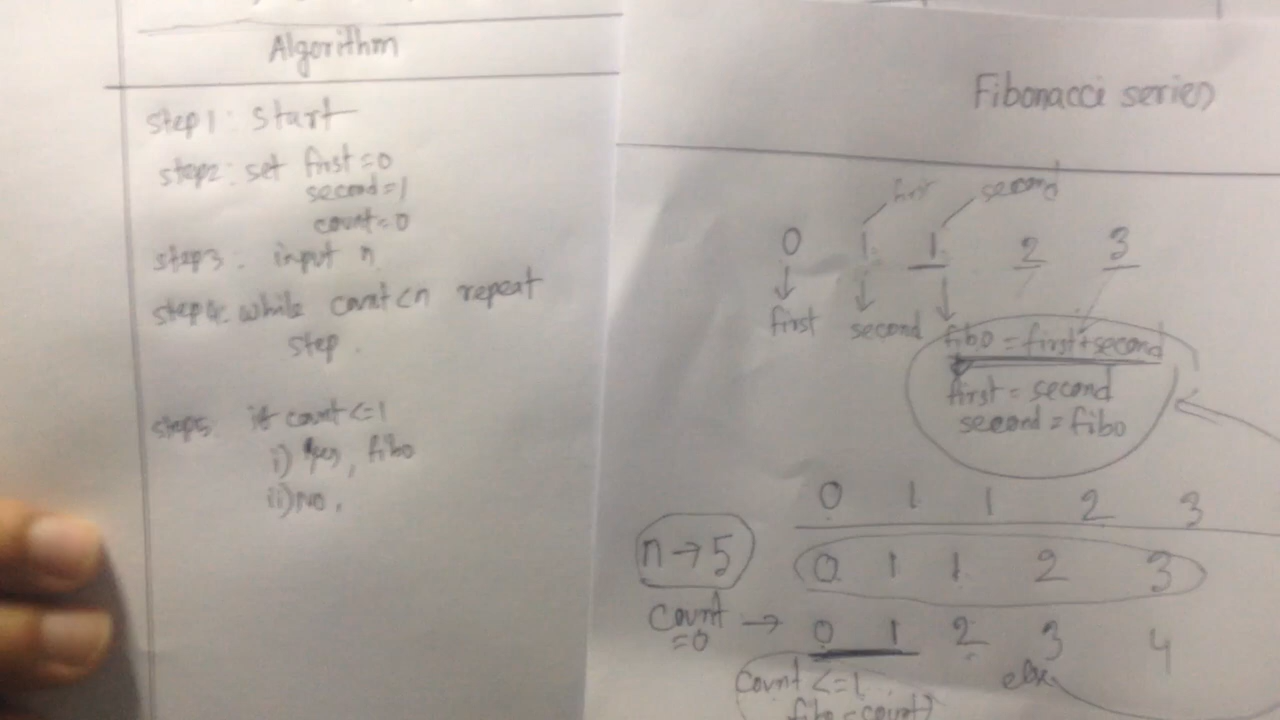 Algorithm
step1: start
step2: set first=0
second=1
count=0
step3: input n
step4: while count<n repeat
step.
step5: if count<=1
i) yes, fibo
ii) No,
Fibonacci series
first second
0 1 1 2 3
first second fibo = first+second
first = second
second = fibo
0 1 1 2 3
n→5 0 1 1 2 3
count =0 → 0 1 2 3 4
count <=1 else
fibo = count